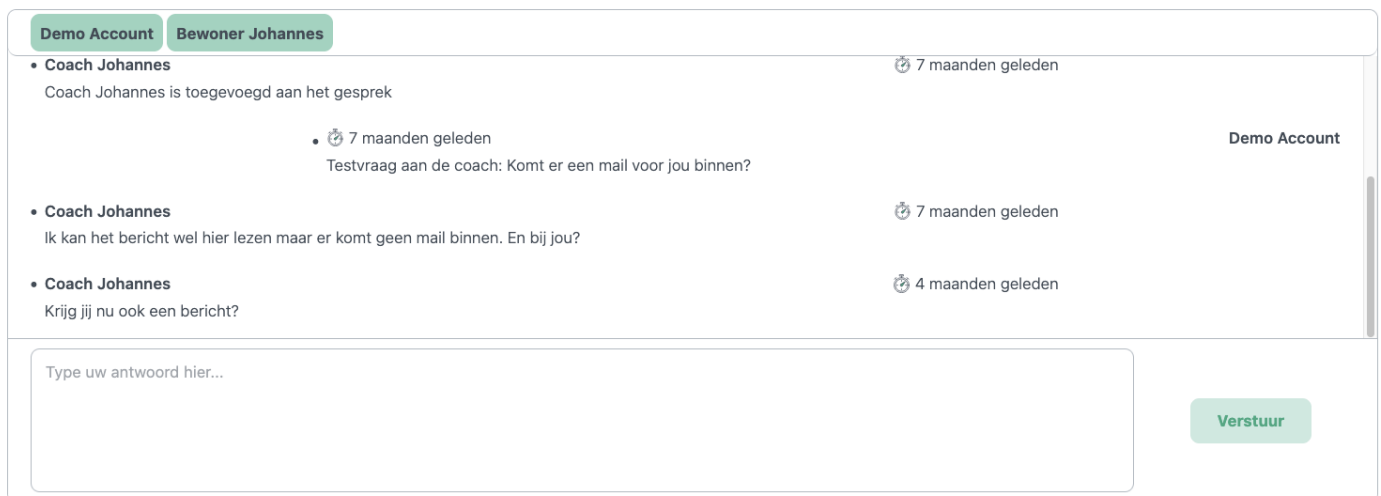 Demo Account Bewoner Johannes
• Coach Johannes 7 maanden geleden
Coach Johannes is toegevoegd aan het gesprek
• 7 maanden geleden Demo Account
Testvraag aan de coach: Komt er een mail voor jou binnen?
• Coach Johannes 7 maanden geleden
Ik kan het bericht wel hier lezen maar er komt geen mail binnen. En bij jou?
• Coach Johannes 4 maanden geleden
Krijg jij nu ook een bericht?
Type uw antwoord hier...
Verstuur